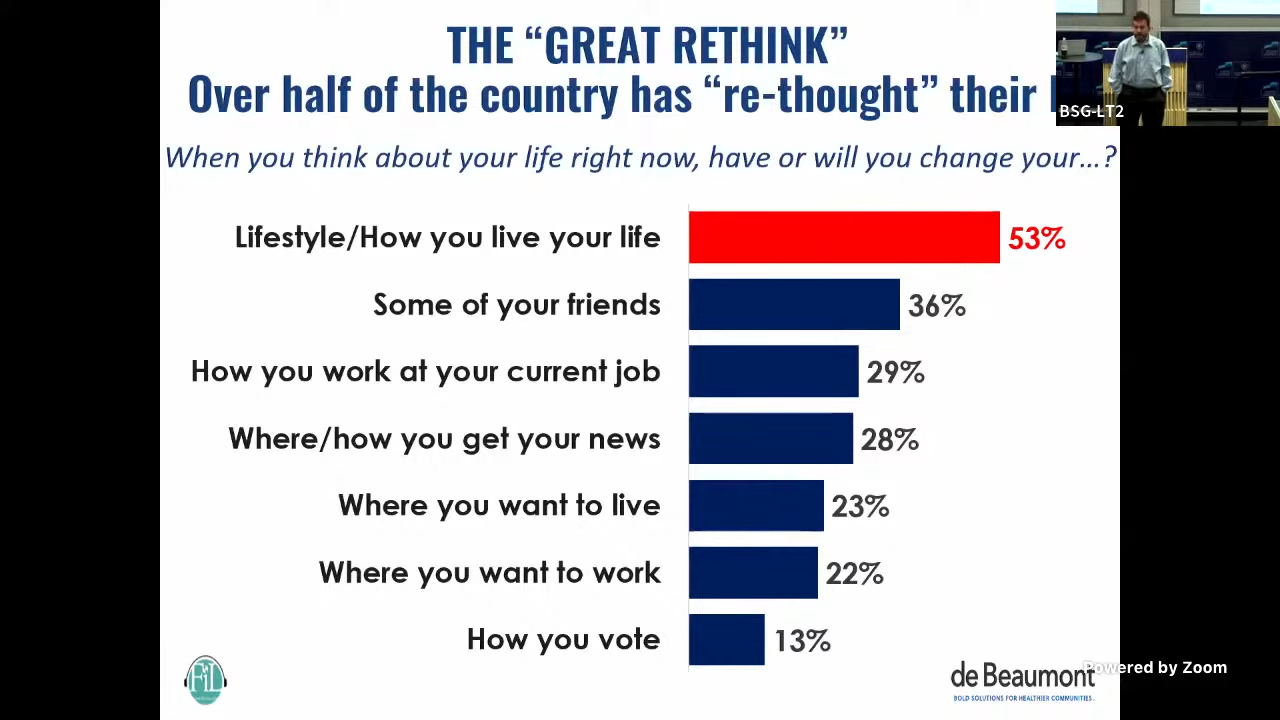 THE “GREAT RETHINK”
Over half of the country has “re-thought” their
BSG-LT2
When you think about your life right now, have or will you change your...?
Lifestyle/How you live your life
53%
Some of your friends
36%
How you work at your current job
29%
Where/how you get your news
28%
Where you want to live
23%
Where you want to work
22%
How you vote
13%
FiL
de Beaumont
BOLD SOLUTIONS FOR HEALTHIER COMMUNITIES.
Powered by Zoom